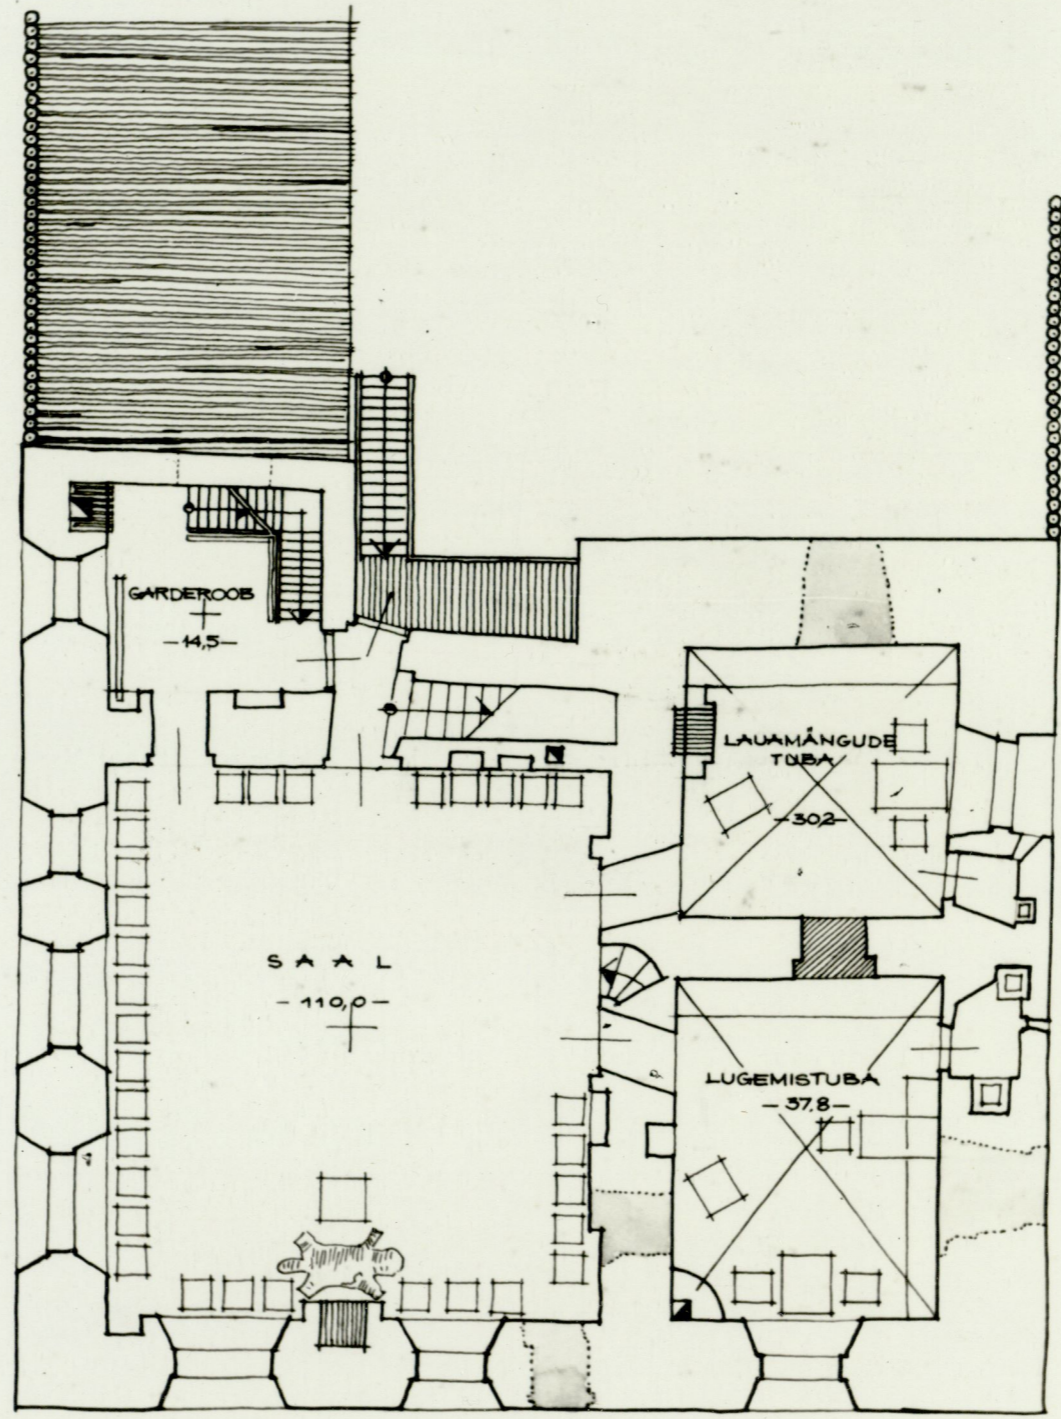 GARDEROOB
-14,5-
LAUAMÄNGUDE
TUBA
-30,2-
SAAL
-110,0-
LUGEMISTUBA
-37,8-